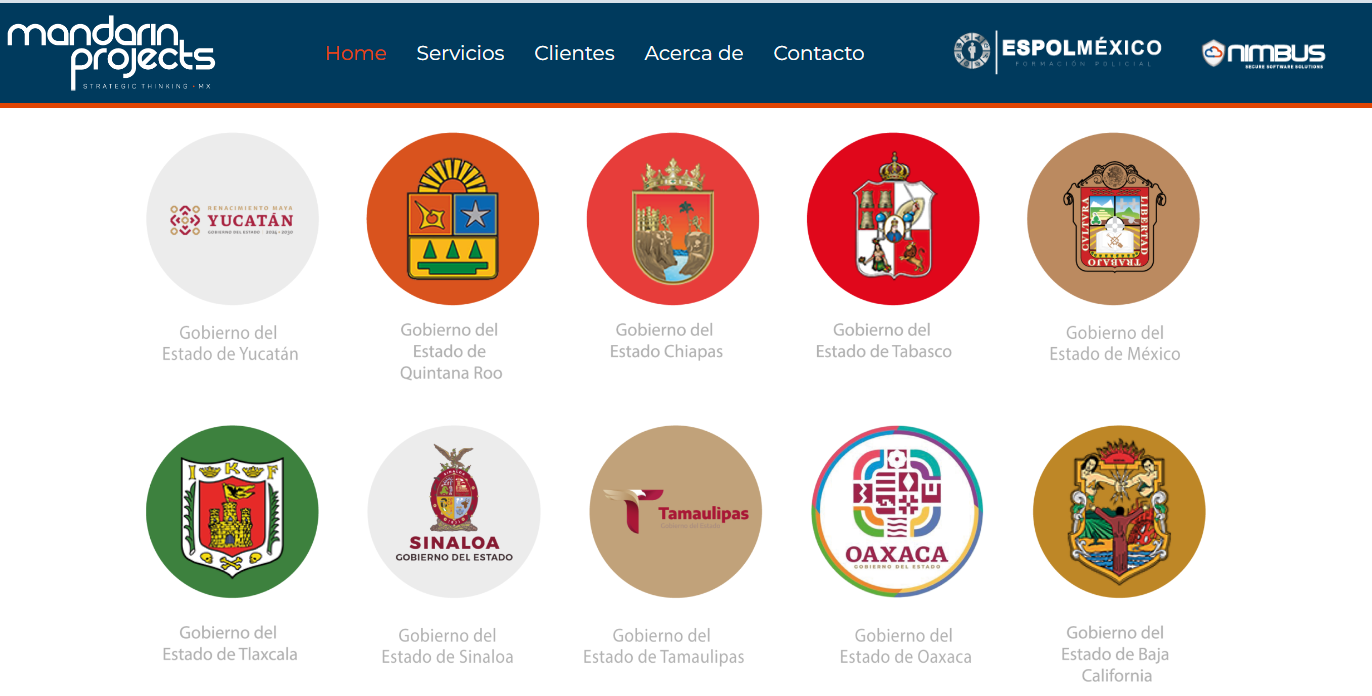 mandarin
projects
STRATEGIC THINKING - MX
Home Servicios Clientes Acerca de Contacto
ESPOLMÉXICO
FORMACIÓN POLICIAL
NIMBUS
SECURE SOFTWARE SOLUTIONS
RENACIMIENTO MAYA
YUCATÁN
GOBIERNO DEL ESTADO 2024 - 2030
CVLTVRA
TRABAJO
LIBERTAD
Gobierno del
Estado de Yucatán
Gobierno del
Estado de
Quintana Roo
Gobierno del
Estado Chiapas
Gobierno del
Estado de Tabasco
Gobierno del
Estado de México
I K F
SINALOA
GOBIERNO DEL ESTADO
Tamaulipas
Gobierno del Estado
OAXACA
GOBIERNO DEL ESTADO
Gobierno del
Estado de Tlaxcala
Gobierno del
Estado de Sinaloa
Gobierno del
Estado de Tamaulipas
Gobierno del
Estado de Oaxaca
Gobierno del
Estado de Baja
California